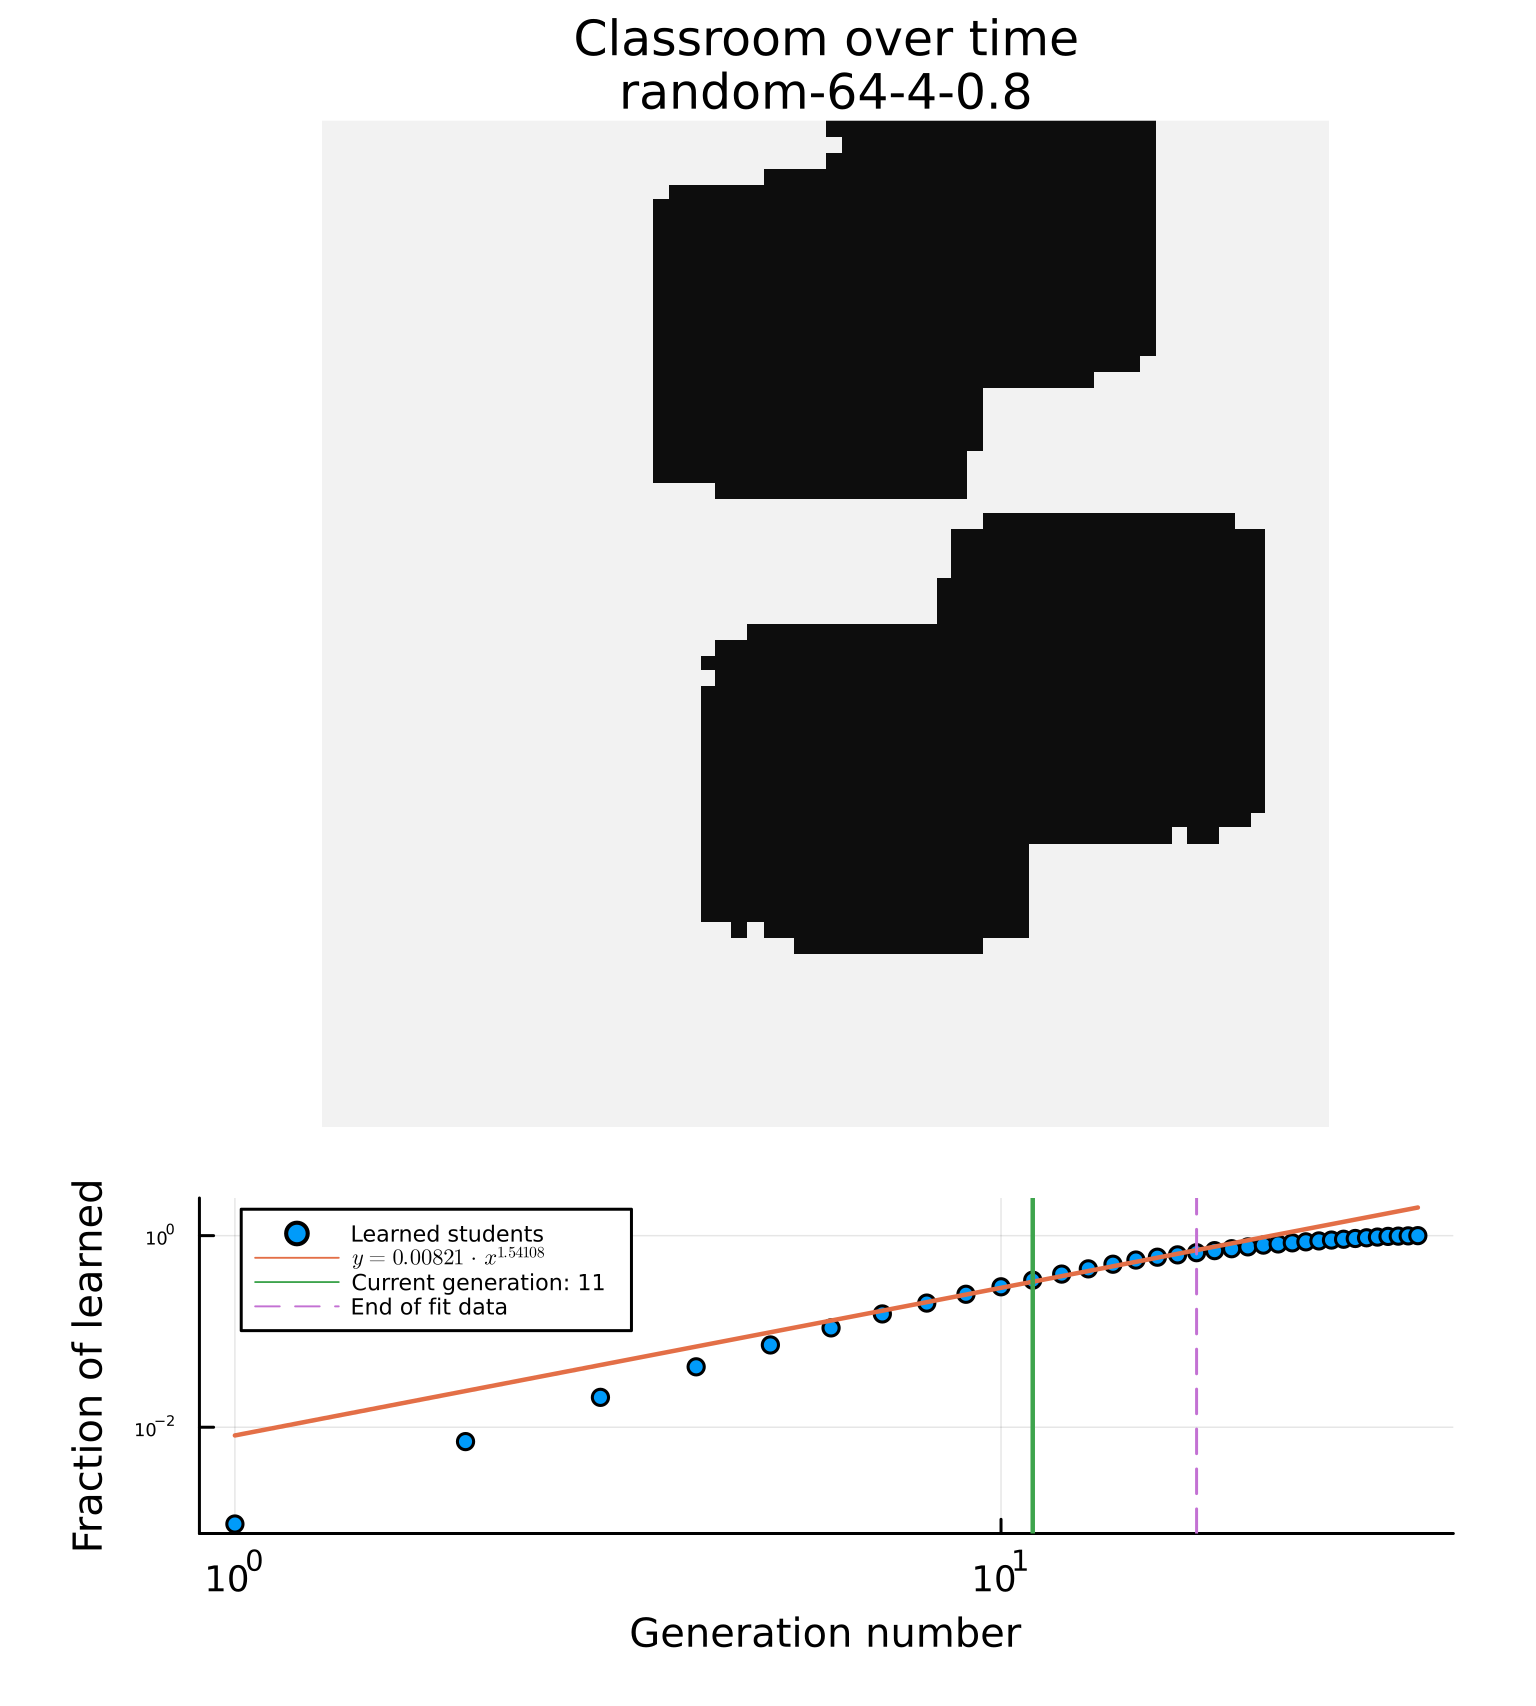 Classroom over time
random-64-4-0.8
Fraction of learned
10⁰
10⁻²
Learned students
y = 0.00821 · x^1.54108
Current generation: 11
End of fit data
10⁰
10¹
Generation number